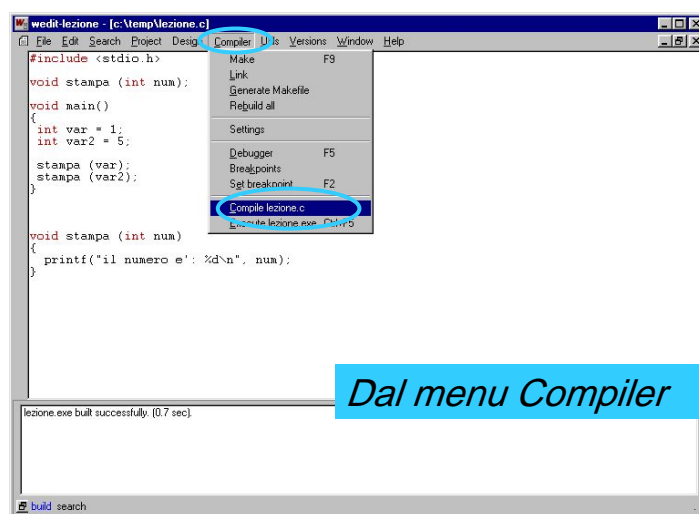 wedit-lezione - [c:\temp\lezione.c]
File Edit Search Project Design Compiler Utils Versions Window Help
#include <stdio.h>
void stampa (int num);
void main()
{
int var = 1;
int var2 = 5;
stampa (var);
stampa (var2);
}
void stampa (int num)
{
printf("il numero e': %d\n", num);
}
Make F9
Link
Generate Makefile
Rebuild all
Settings
Debugger F5
Breakpoints
Set breakpoint F2
Compile lezione.c
Execute lezione.exe Ctrl+F5
Dal menu Compiler
lezione.exe built successfully. (0.7 sec).
build search